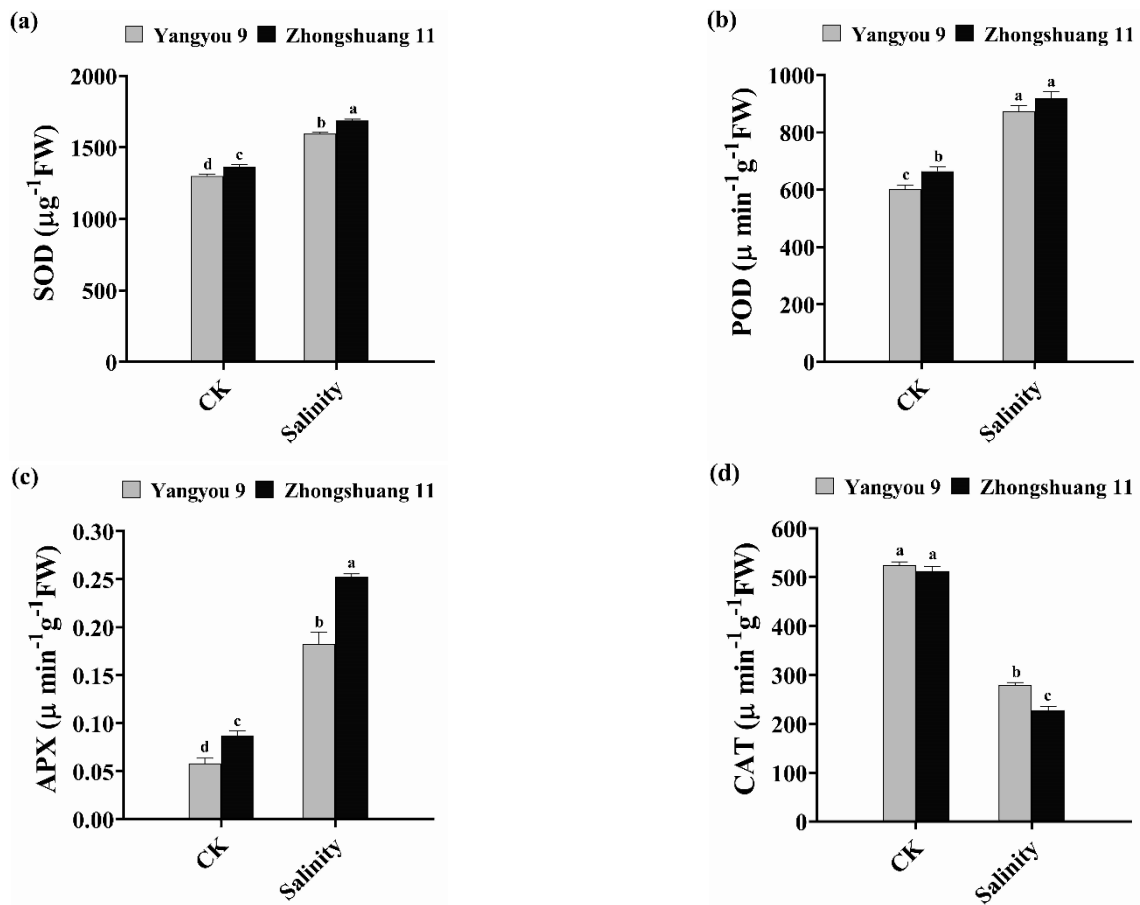 (a)
Yangyou 9 Zhongshuang 11
2000
1500
1000
500
0
SOD (µg⁻¹FW)
d c b a
CK Salinity
(b)
Yangyou 9 Zhongshuang 11
1000
800
600
400
200
0
POD (µ min⁻¹g⁻¹FW)
c b a a
CK Salinity
(c)
Yangyou 9 Zhongshuang 11
0.30
0.25
0.20
0.15
0.10
0.05
0.00
APX (µ min⁻¹g⁻¹FW)
d c b a
CK Salinity
(d)
Yangyou 9 Zhongshuang 11
600
500
400
300
200
100
0
CAT (µ min⁻¹g⁻¹FW)
a a b c
CK Salinity